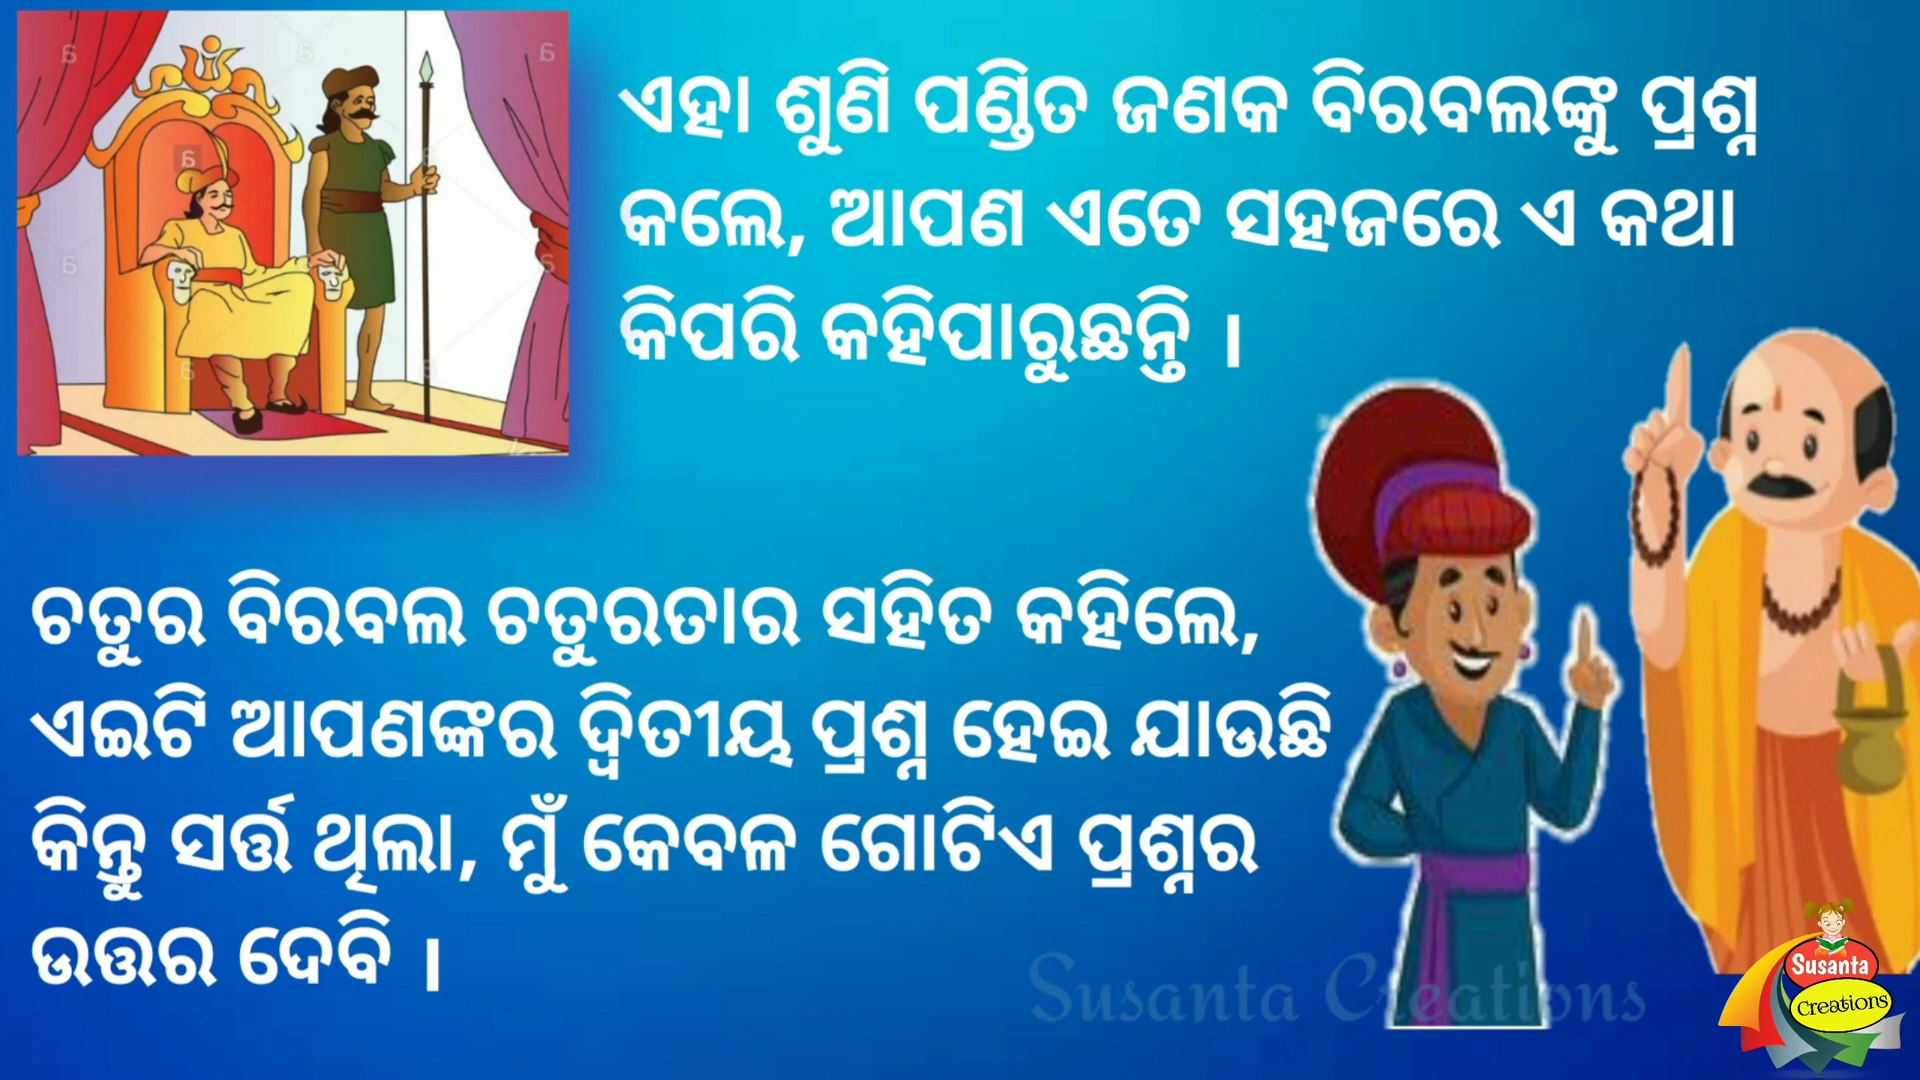 ଏହା ଶୁଣି ପଣ୍ଡିତ ଜଣକ ବିରବଲଙ୍କୁ ପ୍ରଶ୍ନ
କଲେ, ଆପଣ ଏତେ ସହଜରେ ଏ କଥା
କିପରି କହିପାରୁଛନ୍ତି ।
ଚତୁର ବିରବଲ ଚତୁରତାର ସହିତ କହିଲେ,
ଏଇଟି ଆପଣଙ୍କର ଦ୍ଵିତୀୟ ପ୍ରଶ୍ନ ହେଇ ଯାଉଛି
କିନ୍ତୁ ସର୍ତ୍ତ ଥିଲା, ମୁଁ କେବଳ ଗୋଟିଏ ପ୍ରଶ୍ନର
ଉତ୍ତର ଦେବି ।
Susanta Creations
Susanta
Creations